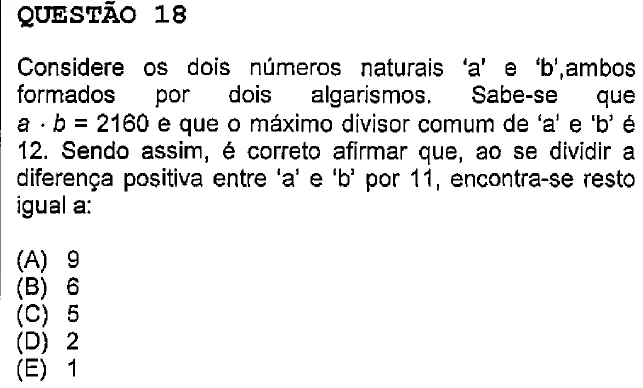 QUESTÃO 18
Considere os dois números naturais 'a' e 'b',ambos
formados por dois algarismos. Sabe-se que
a · b = 2160 e que o máximo divisor comum de 'a' e 'b' é
12. Sendo assim, é correto afirmar que, ao se dividir a
diferença positiva entre 'a' e 'b' por 11, encontra-se resto
igual a:
(A) 9
(B) 6
(C) 5
(D) 2
(E) 1